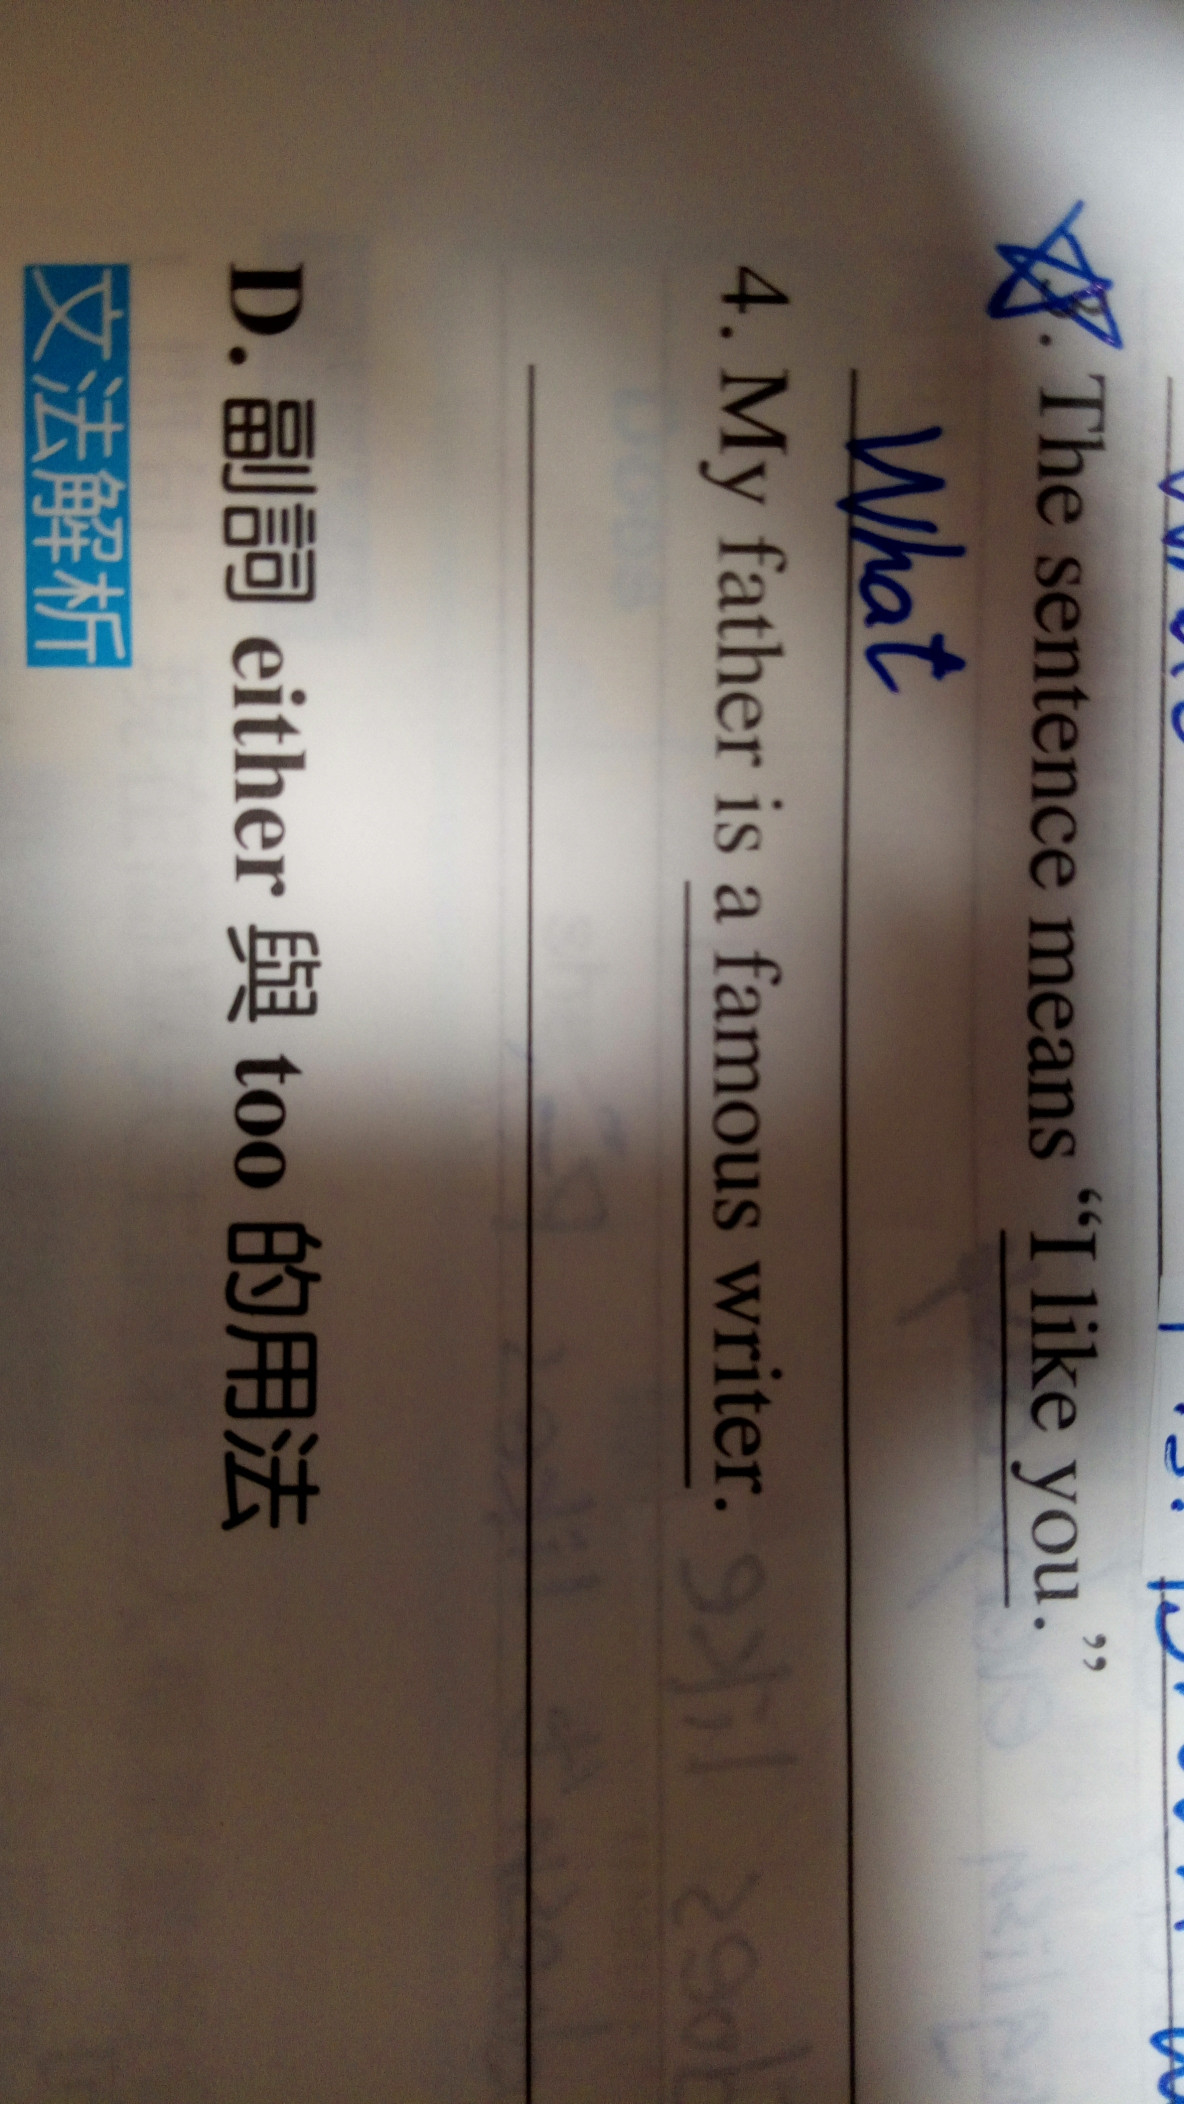 . The sentence means “I like you.”
What
4. My father is a famous writer.
D. 副詞 either 與 too 的用法
文法解析